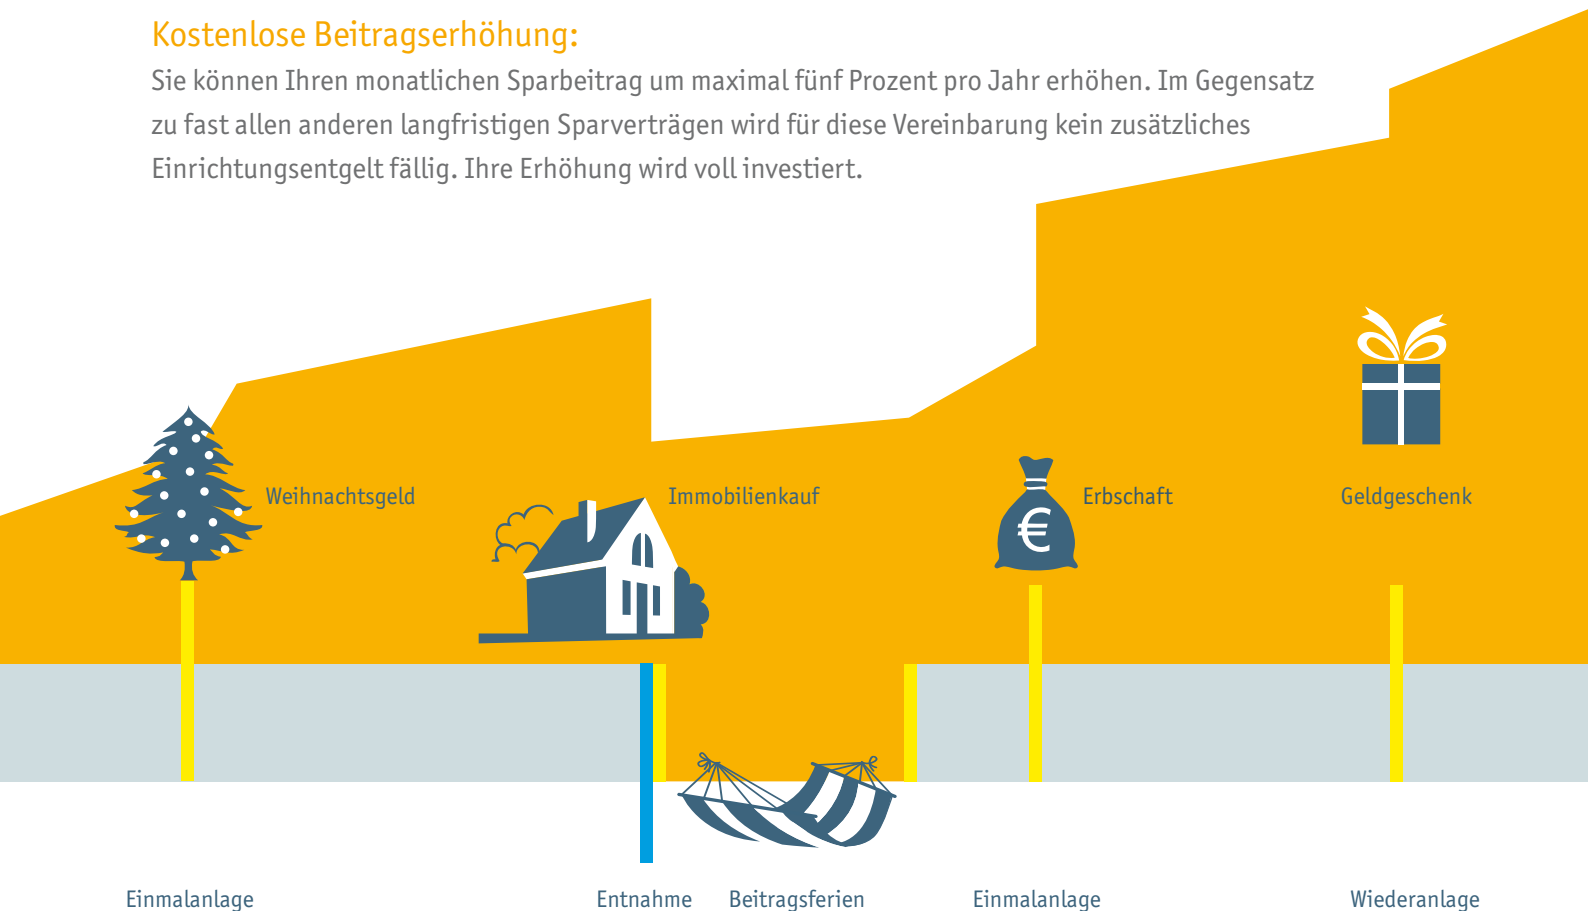 Kostenlose Beitragserhöhung:
Sie können Ihren monatlichen Sparbeitrag um maximal fünf Prozent pro Jahr erhöhen. Im Gegensatz
zu fast allen anderen langfristigen Sparverträgen wird für diese Vereinbarung kein zusätzliches
Einrichtungsentgelt fällig. Ihre Erhöhung wird voll investiert.
Weihnachtsgeld
Immobilienkauf
Erbschaft
Geldgeschenk
€
Einmalanlage
Entnahme
Beitragsferien
Einmalanlage
Wiederanlage